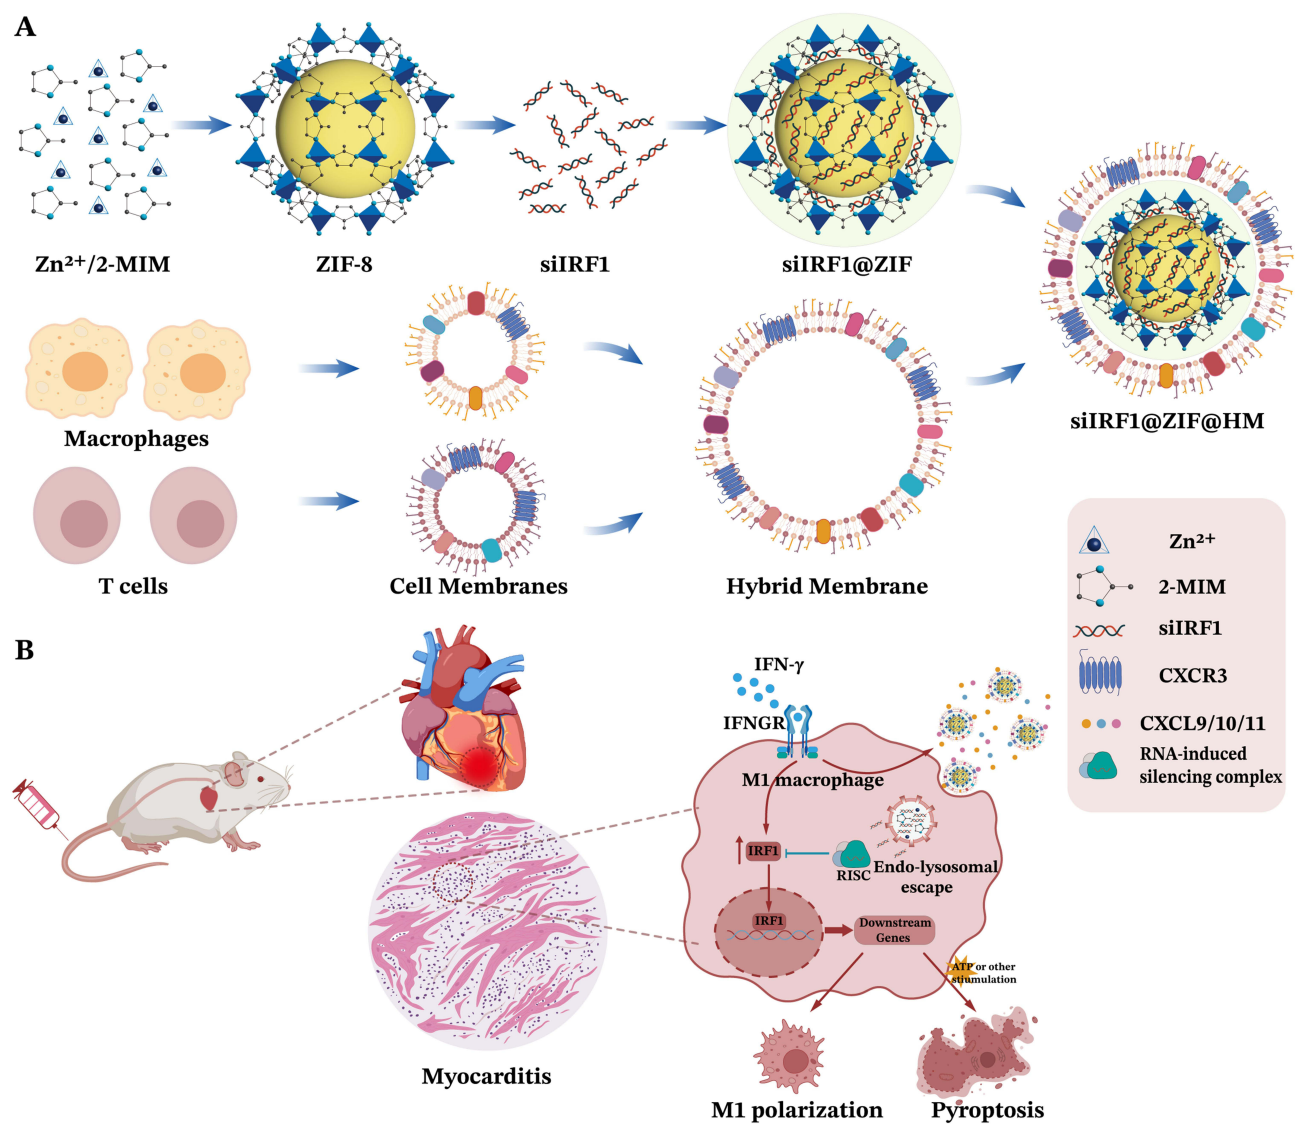 A
Zn²⁺/2-MIM
ZIF-8
siIRF1
siIRF1@ZIF
Macrophages
siIRF1@ZIF@HM
T cells
Cell Membranes
Hybrid Membrane
Zn²⁺
2-MIM
siIRF1
CXCR3
CXCL9/10/11
RNA-induced
silencing complex
B
IFN-γ
IFNGR
M1 macrophage
IRF1
RISC
Endo-lysosomal
escape
IRF1
Downstream
Genes
ATP or other
stiumulation
Myocarditis
M1 polarization
Pyroptosis